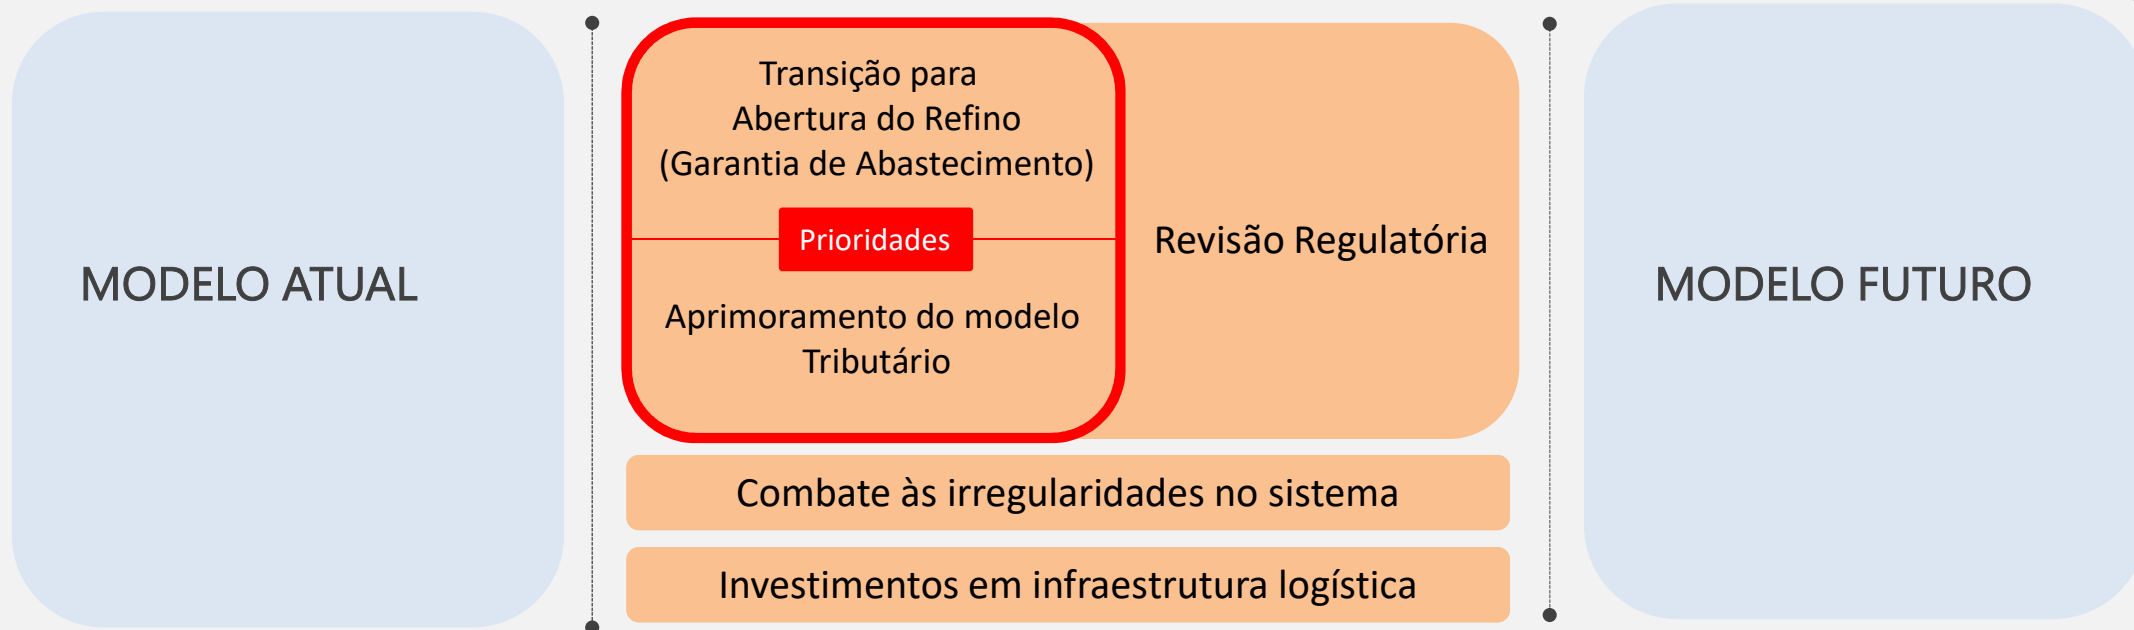 MODELO ATUAL
Transição para
Abertura do Refino
(Garantia de Abastecimento)
Prioridades
Aprimoramento do modelo
Tributário
Revisão Regulatória
Combate às irregularidades no sistema
Investimentos em infraestrutura logística
MODELO FUTURO